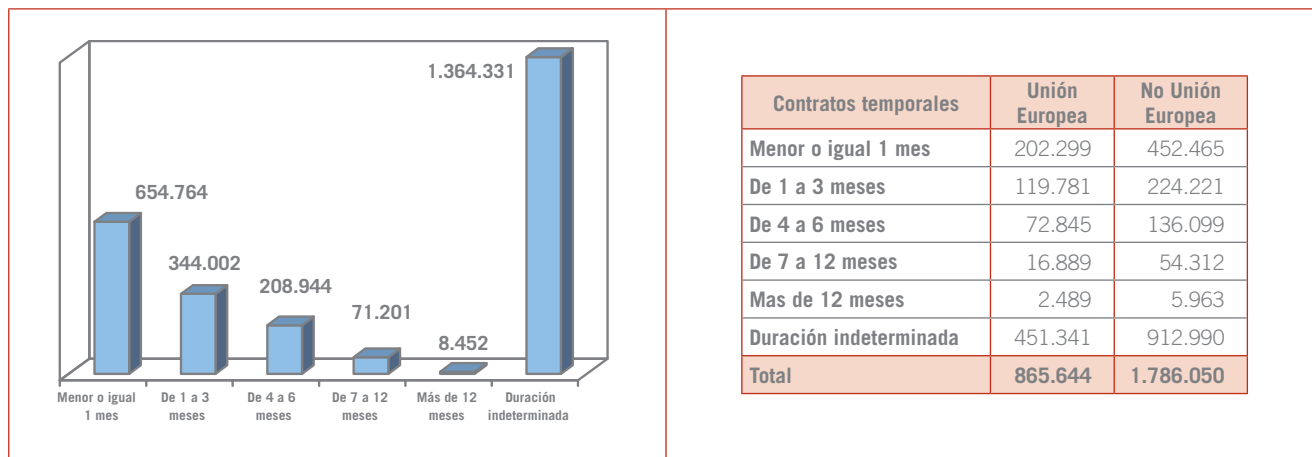 1.364.331
654.764
344.002
208.944
71.201
8.452
Menor o igual
1 mes
De 1 a 3
meses
De 4 a 6
meses
De 7 a 12
meses
Más de 12
meses
Duración
indeterminada
Contratos temporales Unión Europea No Unión Europea
Menor o igual 1 mes 202.299 452.465
De 1 a 3 meses 119.781 224.221
De 4 a 6 meses 72.845 136.099
De 7 a 12 meses 16.889 54.312
Mas de 12 meses 2.489 5.963
Duración indeterminada 451.341 912.990
Total 865.644 1.786.050